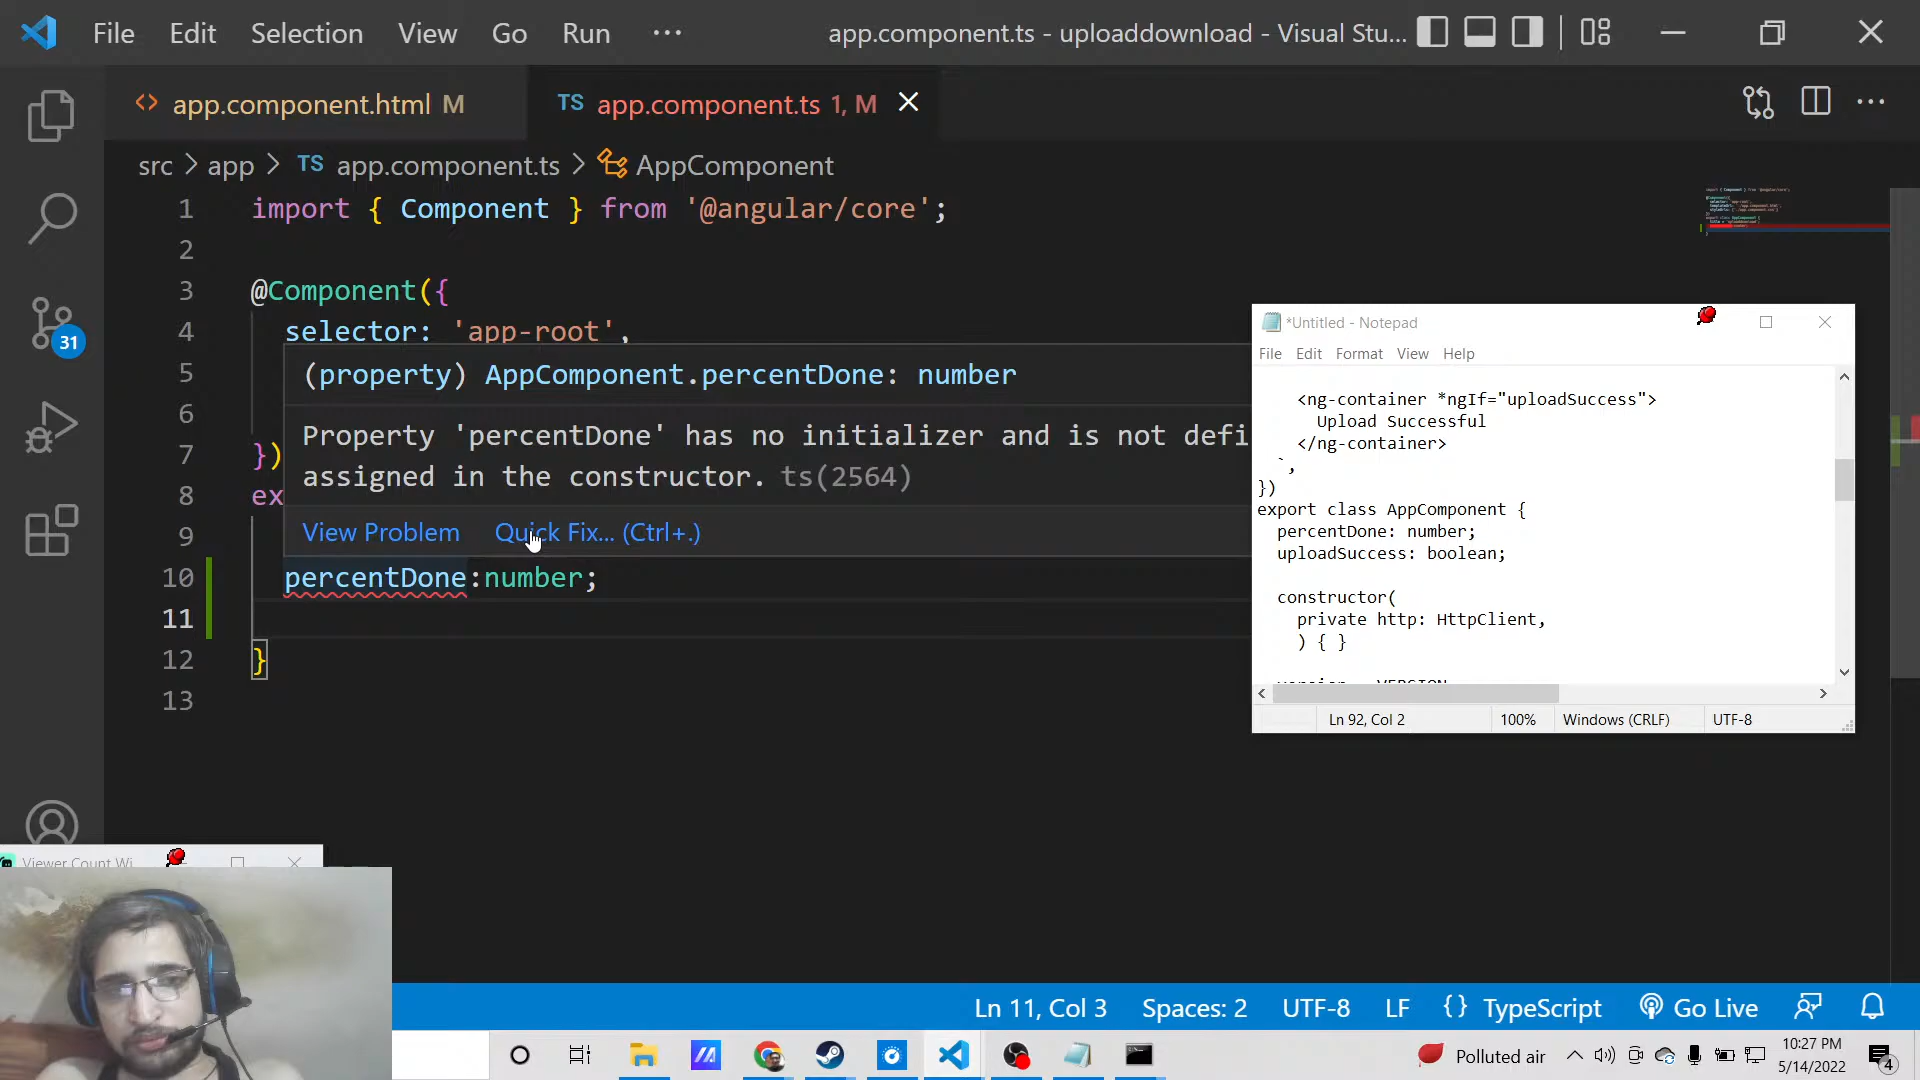 File Edit Selection View Go Run ··· app.component.ts - uploaddownload - Visual Stu...
app.component.html M
TS app.component.ts 1, M
src > app > TS app.component.ts > AppComponent
1 import { Component } from '@angular/core';
2
3 @Component({
4 selector: 'app-root',
5
6
7 })
8 ex
9
(property) AppComponent.percentDone: number
Property 'percentDone' has no initializer and is not defi
assigned in the constructor. ts(2564)
View Problem Quick Fix... (Ctrl+.)
10 percentDone:number;
11
12 }
13
31
*Untitled - Notepad
File Edit Format View Help
<ng-container *ngIf="uploadSuccess">
Upload Successful
</ng-container>
`,
})
export class AppComponent {
percentDone: number;
uploadSuccess: boolean;
constructor(
private http: HttpClient,
) { }
Ln 92, Col 2 100% Windows (CRLF) UTF-8
Viewer Count Wi
Ln 11, Col 3 Spaces: 2 UTF-8 LF {} TypeScript Go Live
Polluted air
10:27 PM
5/14/2022
4